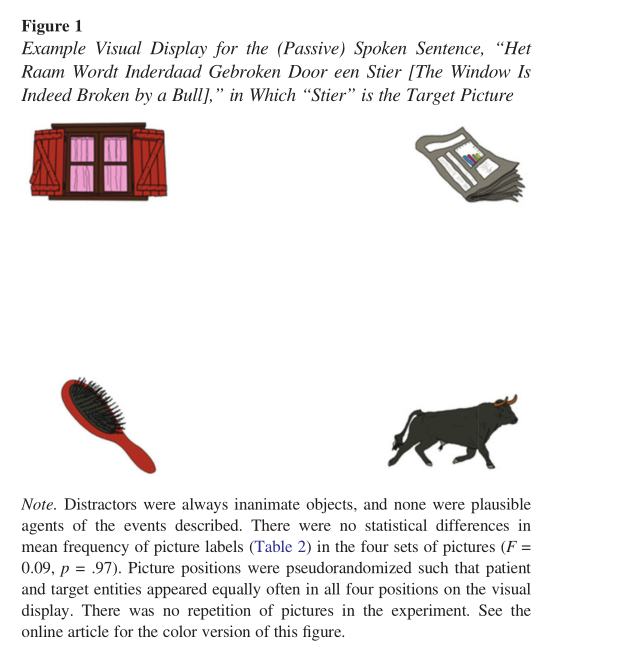 Figure 1
Example Visual Display for the (Passive) Spoken Sentence, “Het
Raam Wordt Inderdaad Gebroken Door een Stier [The Window Is
Indeed Broken by a Bull],” in Which “Stier” is the Target Picture
Note. Distractors were always inanimate objects, and none were plausible
agents of the events described. There were no statistical differences in
mean frequency of picture labels (Table 2) in the four sets of pictures (F =
0.09, p = .97). Picture positions were pseudorandomized such that patient
and target entities appeared equally often in all four positions on the visual
display. There was no repetition of pictures in the experiment. See the
online article for the color version of this figure.